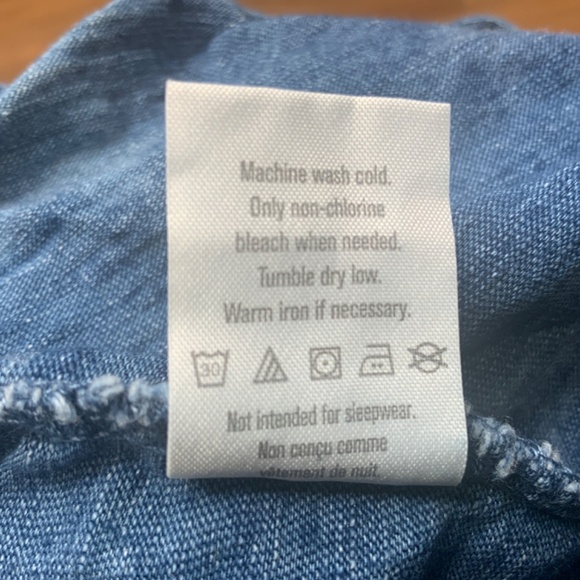 Machine wash cold.
Only non-chlorine
bleach when needed.
Tumble dry low.
Warm iron if necessary.
30
Not intended for sleepwear.
Non conçu comme
vêtement de nuit.